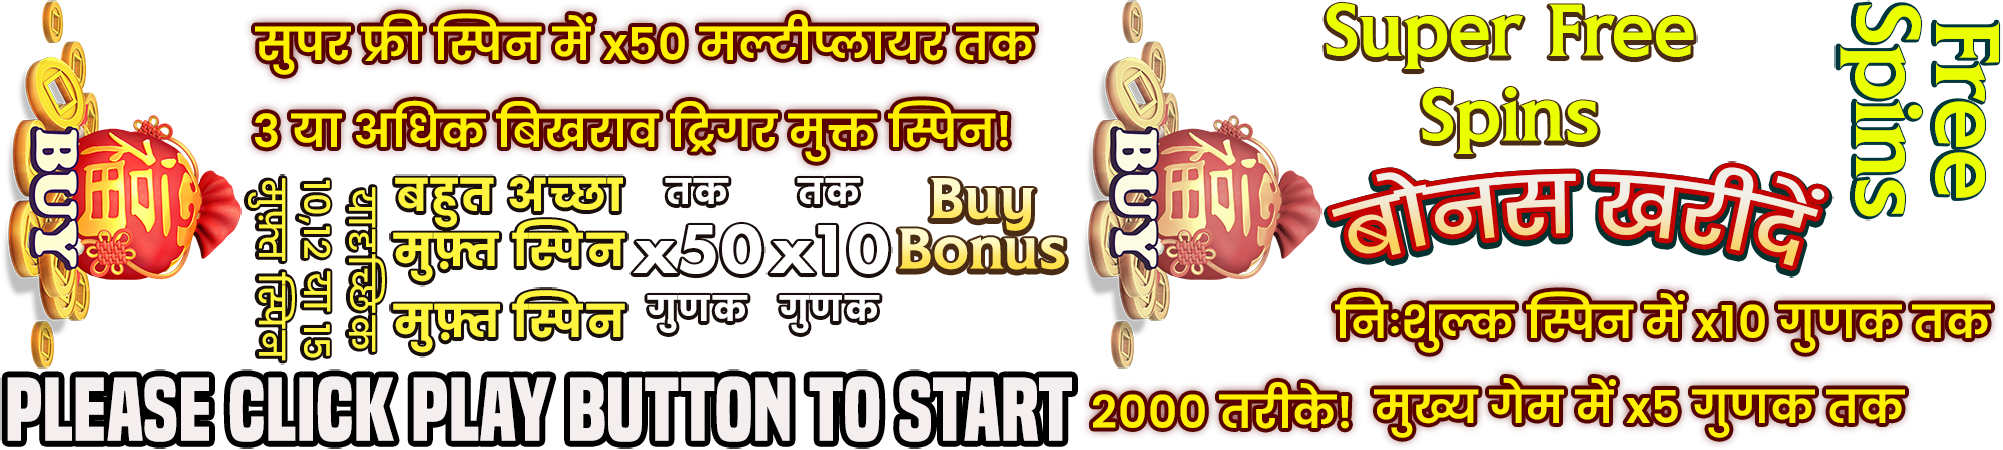 सुपर फ्री स्पिन में x50 मल्टीप्लायर तक
3 या अधिक बिखराव ट्रिगर मुक्त स्पिन!
BUY
यादृच्छिक
10,12 या 15
मुफ़्त स्पिन
बहुत अच्छा
मुफ़्त स्पिन
मुफ़्त स्पिन
तक
x50
गुणक
तक
x10
गुणक
Buy
Bonus
PLEASE CLICK PLAY BUTTON TO START
BUY
Super Free
Spins
Free
Spins
बोनस खरीदें
निःशुल्क स्पिन में x10 गुणक तक
2000 तरीके!
मुख्य गेम में x5 गुणक तक